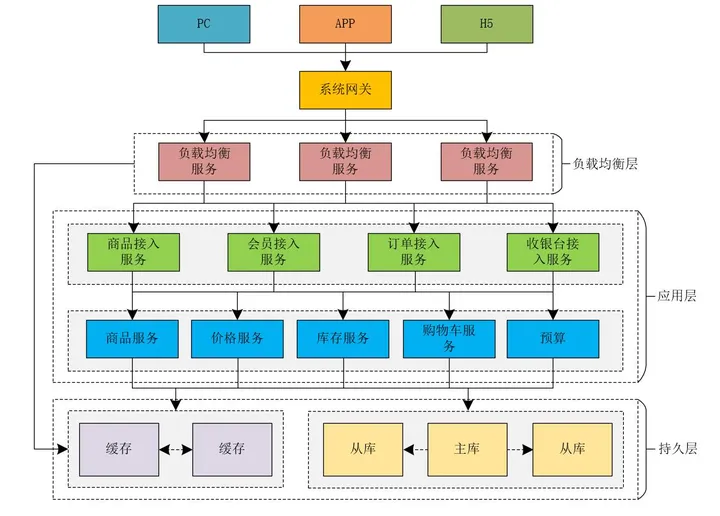 PC
APP
H5
系统网关
负载均衡
服务
负载均衡
服务
负载均衡
服务
负载均衡层
商品接入
服务
会员接入
服务
订单接入
服务
收银台接
入服务
应用层
商品服务
价格服务
库存服务
购物车服
务
预算
缓存
缓存
从库
主库
从库
持久层